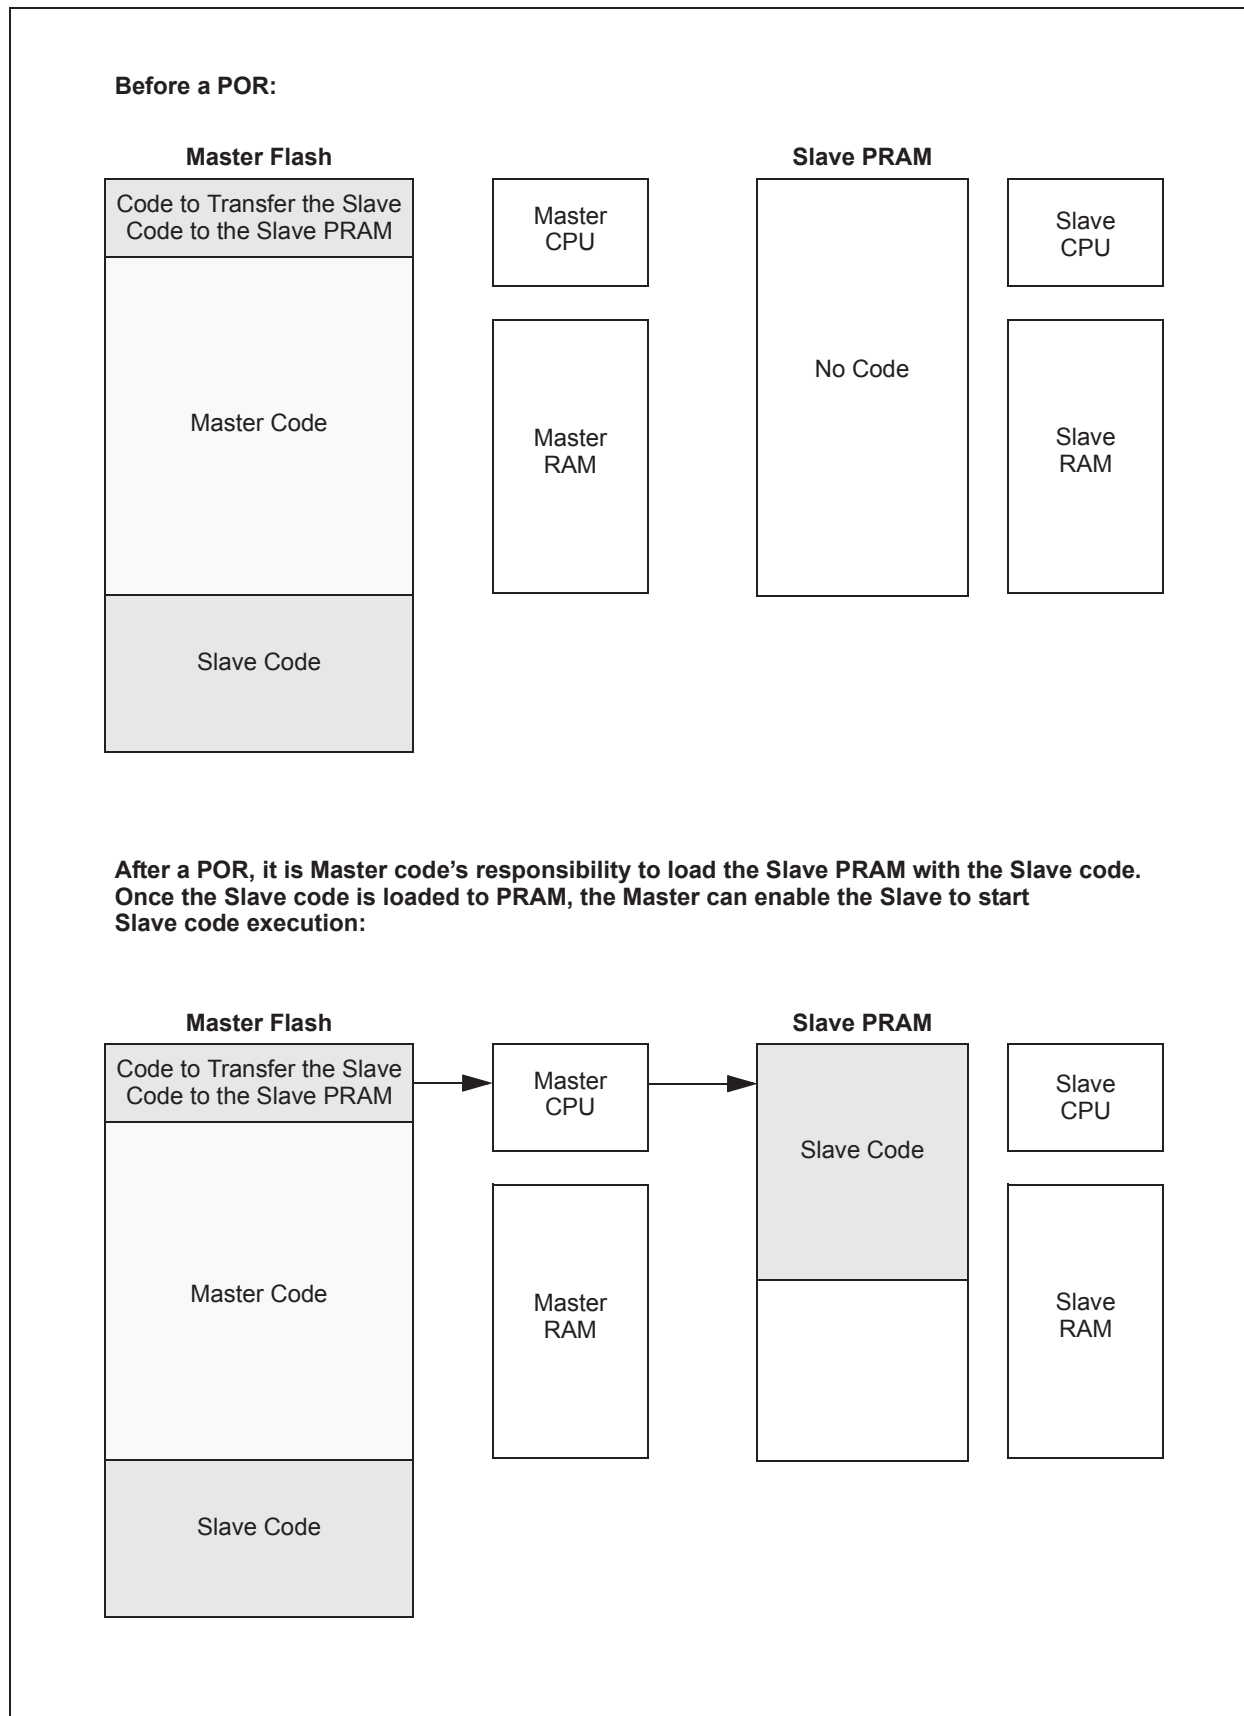 Before a POR:
Master Flash
Slave PRAM
Code to Transfer the Slave
Code to the Slave PRAM
Master
CPU
Slave
CPU
No Code
Master Code
Master
RAM
Slave
RAM
Slave Code
After a POR, it is Master code’s responsibility to load the Slave PRAM with the Slave code.
Once the Slave code is loaded to PRAM, the Master can enable the Slave to start
Slave code execution:
Master Flash
Slave PRAM
Code to Transfer the Slave
Code to the Slave PRAM
Master
CPU
Slave
CPU
Slave Code
Master Code
Master
RAM
Slave
RAM
Slave Code